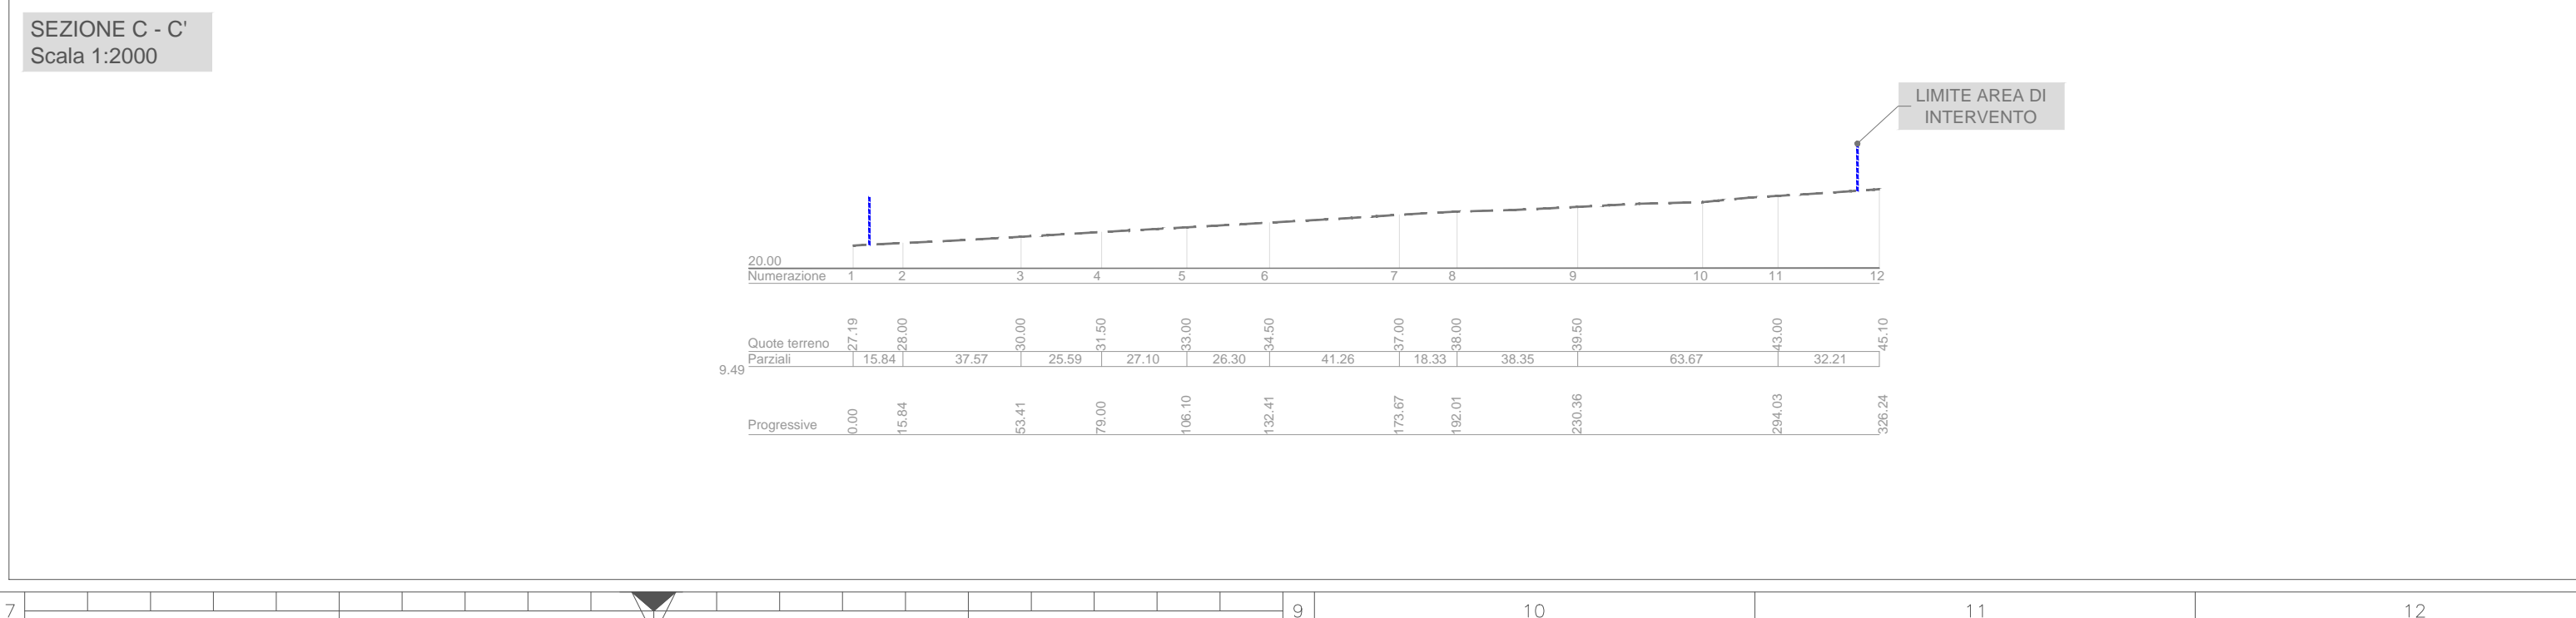 SEZIONE C - C'
Scala 1:2000
LIMITE AREA DI
INTERVENTO
20.00
Numerazione 1 2 3 4 5 6 7 8 9 10 11 12
Quote terreno 27.19 28.00 30.00 31.50 33.00 34.50 37.00 38.00 39.50 43.00 45.10
Parziali 15.84 37.57 25.59 27.10 26.30 41.26 18.33 38.35 63.67 32.21
9.49
Progressive 0.00 15.84 53.41 79.00 106.10 132.41 173.67 192.01 230.36 294.03 326.24
7 9 10 11 12